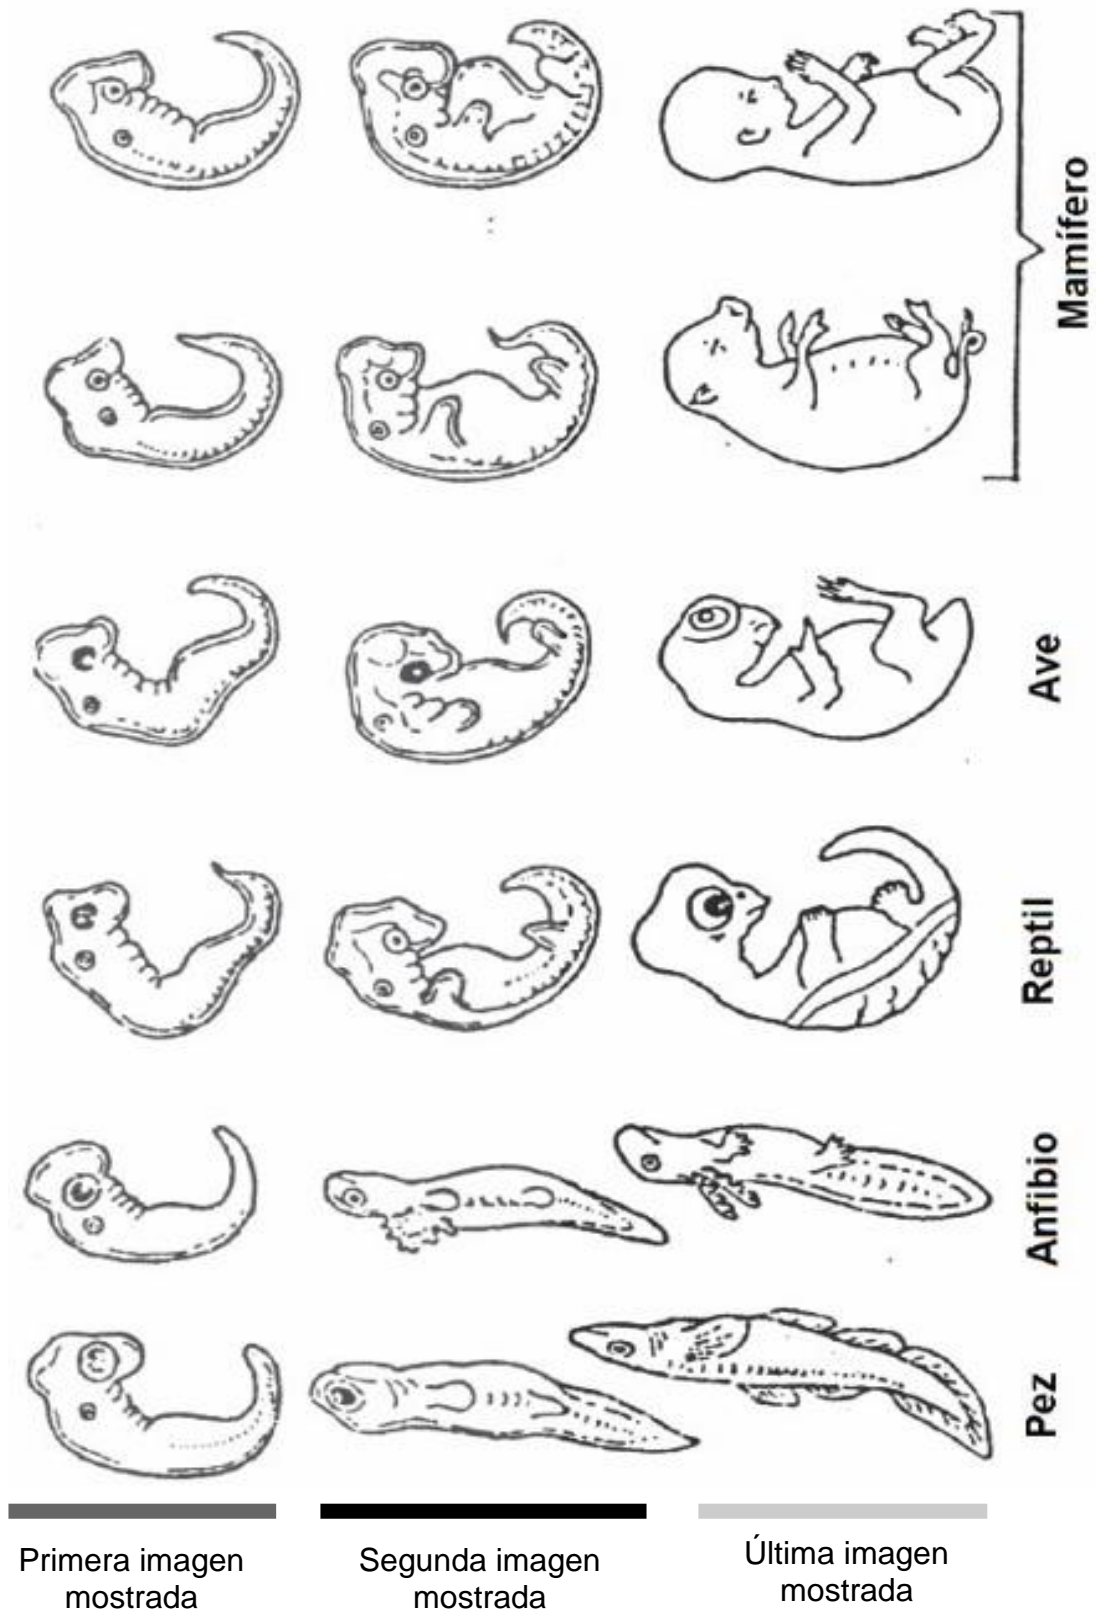 Mamífero
Ave
Reptil
Anfibio
Pez
Primera imagen
mostrada
Segunda imagen
mostrada
Última imagen
mostrada